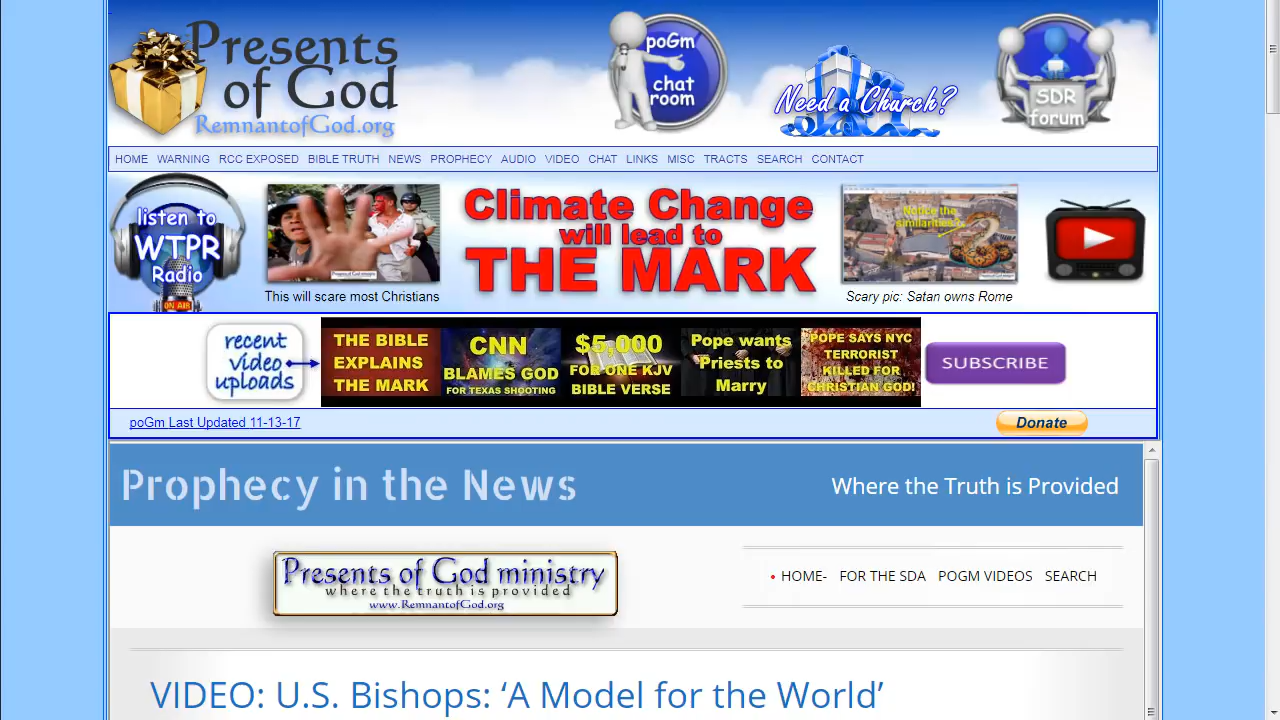 Presents
of God
RemnantofGod.org
poGm
chat
room
Need a Church?
SDR
forum
HOME WARNING RCC EXPOSED BIBLE TRUTH NEWS PROPHECY AUDIO VIDEO CHAT LINKS MISC TRACTS SEARCH CONTACT
listen to
WTPR
Radio
ON AIR
This will scare most Christians
Climate Change
will lead to
THE MARK
Notice the
similarities?
Scary pic: Satan owns Rome
recent
video
uploads
THE BIBLE
EXPLAINS
THE MARK
CNN
BLAMES GOD
FOR TEXAS SHOOTING
$5,000
FOR ONE KJV
BIBLE VERSE
Pope wants
Priests to
Marry
POPE SAYS NYC
TERRORIST
KILLED FOR
CHRISTIAN GOD!
SUBSCRIBE
poGm Last Updated 11-13-17
Donate
Prophecy in the News
Where the Truth is Provided
Presents of God ministry
where the truth is provided
www.RemnantofGod.org
HOME- FOR THE SDA POGM VIDEOS SEARCH
VIDEO: U.S. Bishops: ‘A Model for the World’